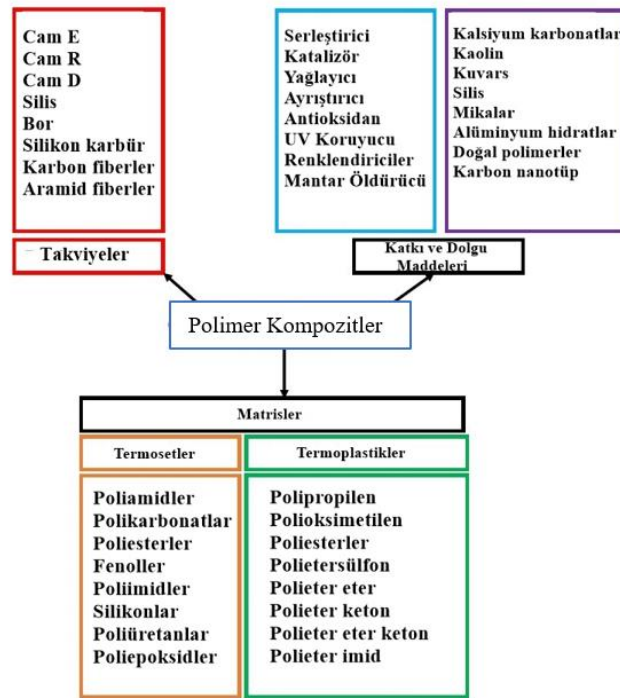 Cam E
Cam R
Cam D
Silis
Bor
Silikon karbür
Karbon fiberler
Aramid fiberler
Takviyeler
Serleştirici
Katalizör
Yağlayıcı
Ayrıştırıcı
Antioksidan
UV Koruyucu
Renklendiriciler
Mantar Öldürücü
Kalsiyum karbonatlar
Kaolin
Kuvars
Silis
Mikalar
Alüminyum hidratlar
Doğal polimerler
Karbon nanotüp
Katkı ve Dolgu
Maddeleri
Polimer Kompozitler
Matrisler
Termosetler
Poliamidler
Polikarbonatlar
Poliesterler
Fenoller
Poliimidler
Silikonlar
Poliüretanlar
Poliepoksidler
Termoplastikler
Polipropilen
Polioksimetilen
Poliesterler
Polietersülfon
Polieter eter
Polieter keton
Polieter eter keton
Polieter imid